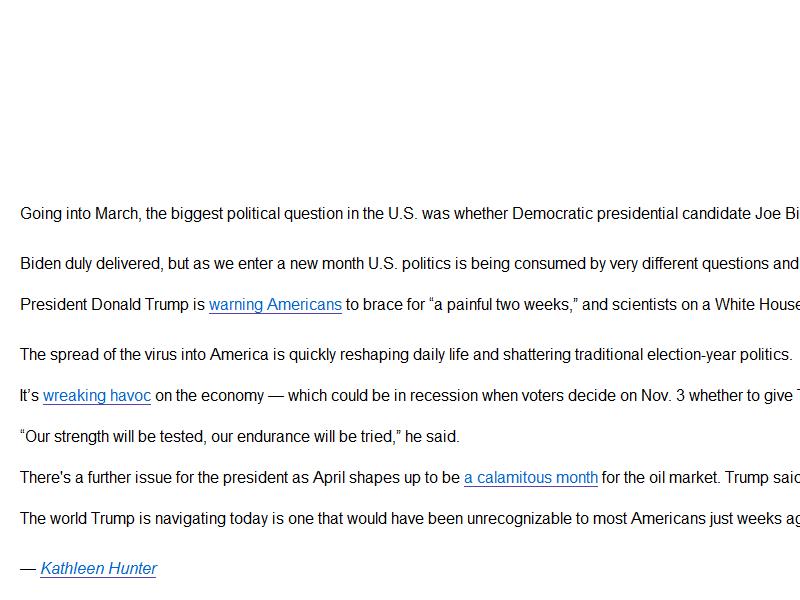 Going into March, the biggest political question in the U.S. was whether Democratic presidential candidate Joe Bi
Biden duly delivered, but as we enter a new month U.S. politics is being consumed by very different questions and
President Donald Trump is warning Americans to brace for “a painful two weeks,” and scientists on a White House
The spread of the virus into America is quickly reshaping daily life and shattering traditional election-year politics.
It’s wreaking havoc on the economy — which could be in recession when voters decide on Nov. 3 whether to give
“Our strength will be tested, our endurance will be tried,” he said.
There's a further issue for the president as April shapes up to be a calamitous month for the oil market. Trump said
The world Trump is navigating today is one that would have been unrecognizable to most Americans just weeks ag
— Kathleen Hunter